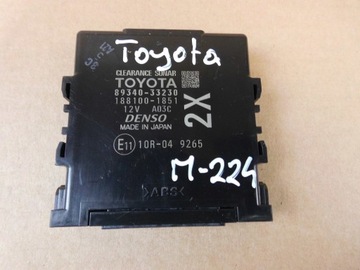 Toyota
CLEARANCE SONAR
TOYOTA
89340-33230
188100-1851
12V A03C
DENSO
MADE IN JAPAN
2X
E11 10R-04 9265
M-224
>ABS<